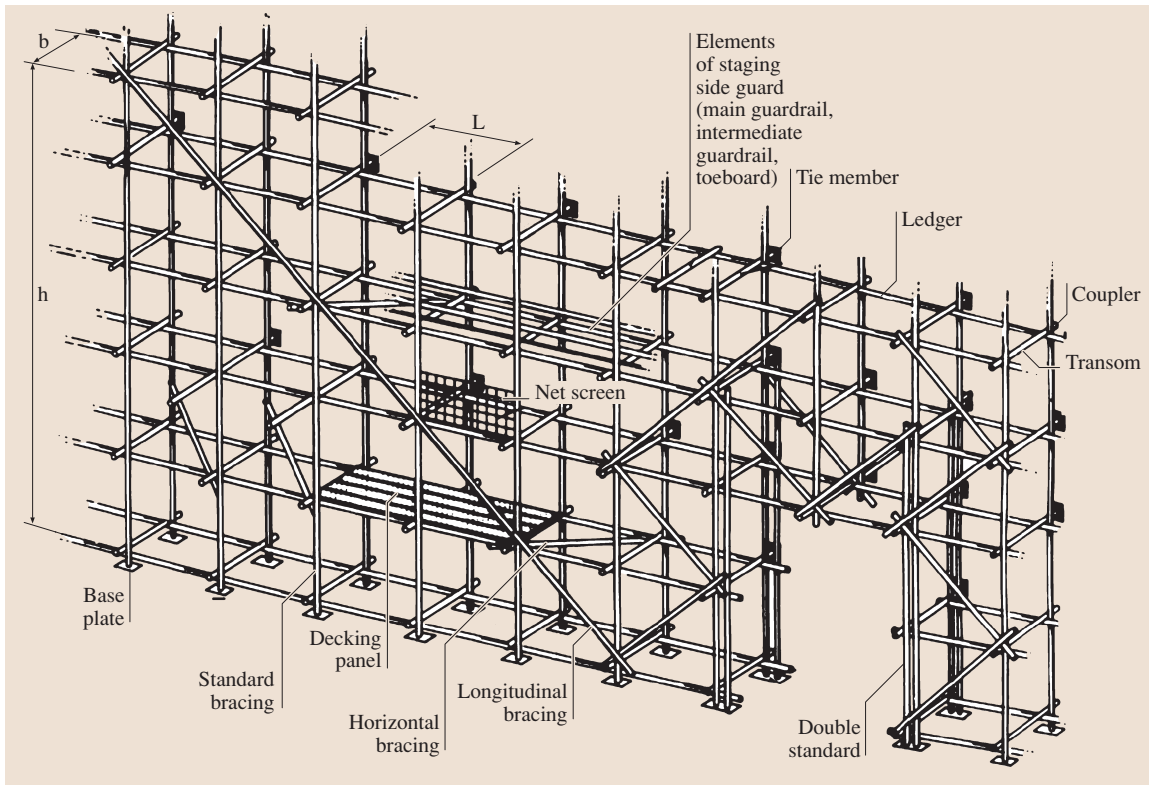 b
h
L
Elements
of staging
side guard
(main guardrail,
intermediate
guardrail,
toeboard)
Tie member
Ledger
Coupler
Transom
Net screen
Base
plate
Standard
bracing
Decking
panel
Horizontal
bracing
Longitudinal
bracing
Double
standard